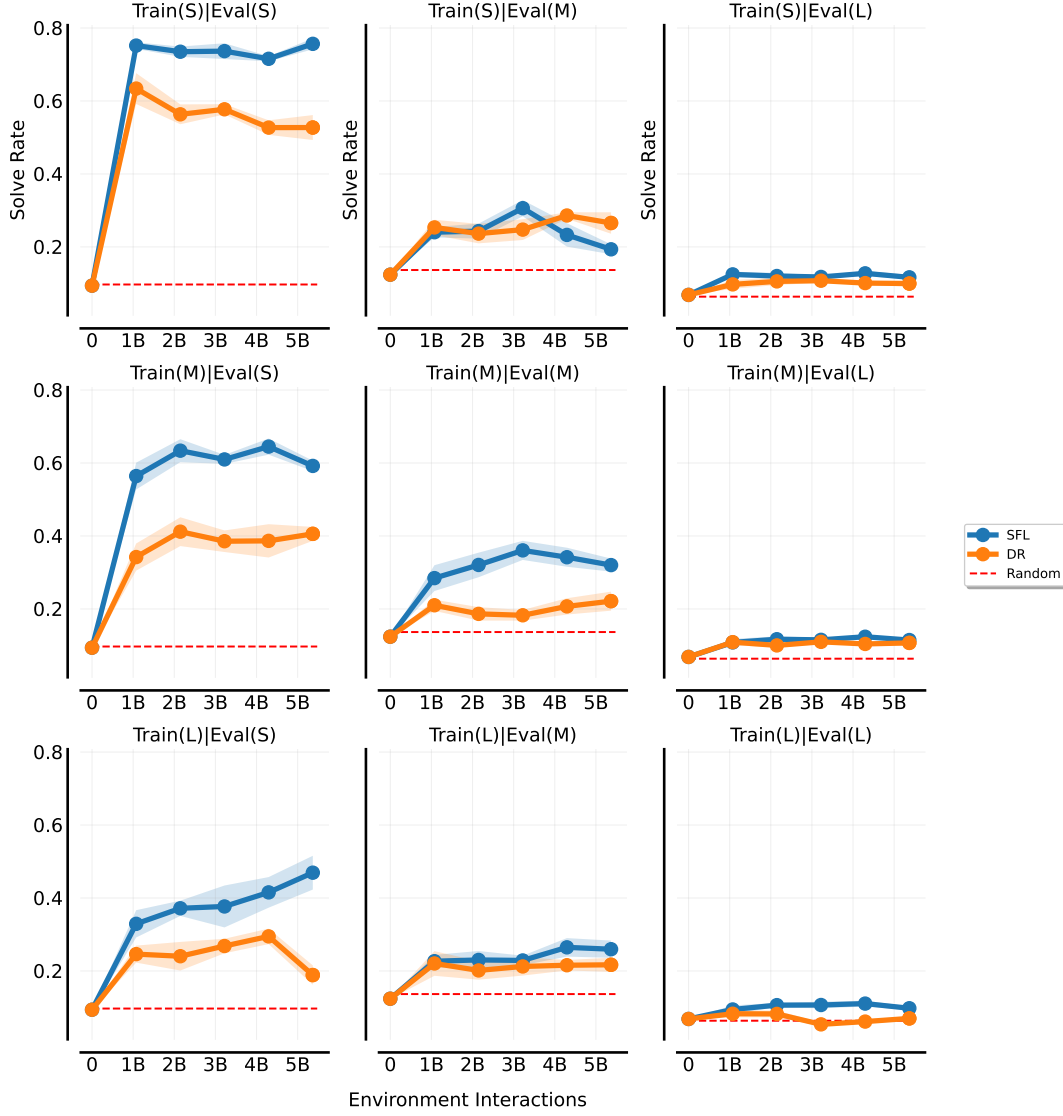 Train(S)|Eval(S) Train(S)|Eval(M) Train(S)|Eval(L)
0.8
0.6
0.4
0.2
Solve Rate
Solve Rate
Solve Rate
0 1B 2B 3B 4B 5B 0 1B 2B 3B 4B 5B 0 1B 2B 3B 4B 5B
Train(M)|Eval(S) Train(M)|Eval(M) Train(M)|Eval(L)
0.8
0.6
0.4
0.2
0 1B 2B 3B 4B 5B 0 1B 2B 3B 4B 5B 0 1B 2B 3B 4B 5B
SFL
DR
Random
Train(L)|Eval(S) Train(L)|Eval(M) Train(L)|Eval(L)
0.8
0.6
0.4
0.2
0 1B 2B 3B 4B 5B 0 1B 2B 3B 4B 5B 0 1B 2B 3B 4B 5B
Environment Interactions